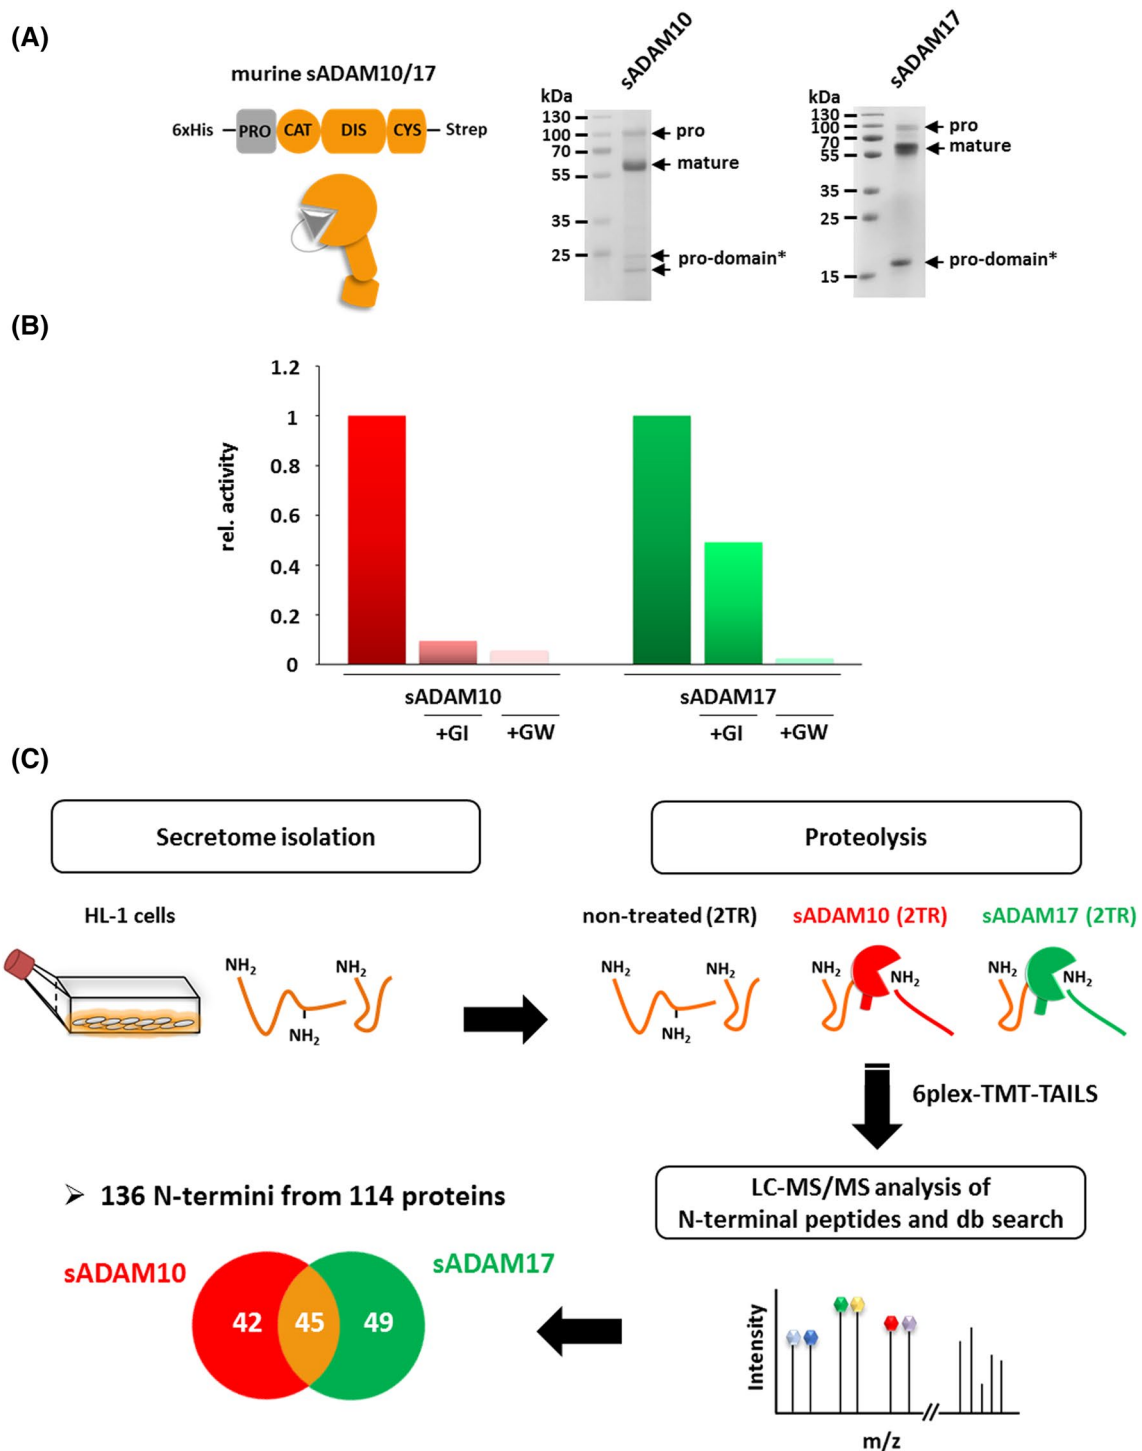 (A)
murine sADAM10/17
6xHis
PRO
CAT
DIS
CYS
Strep
sADAM10
kDa
130
100
70
55
35
25
pro
mature
pro-domain*
sADAM17
kDa
130
100
70
55
35
25
15
pro
mature
pro-domain*
(B)
rel. activity
1.2
1
0.8
0.6
0.4
0.2
0
sADAM10
+GI
+GW
sADAM17
+GI
+GW
(C)
Secretome isolation
Proteolysis
HL-1 cells
NH2
NH2
NH2
non-treated (2TR)
sADAM10 (2TR)
sADAM17 (2TR)
NH2
NH2
NH2
NH2
NH2
NH2
NH2
6plex-TMT-TAILS
LC-MS/MS analysis of
N-terminal peptides and db search
➢ 136 N-termini from 114 proteins
sADAM10
sADAM17
42
45
49
Intensity
m/z